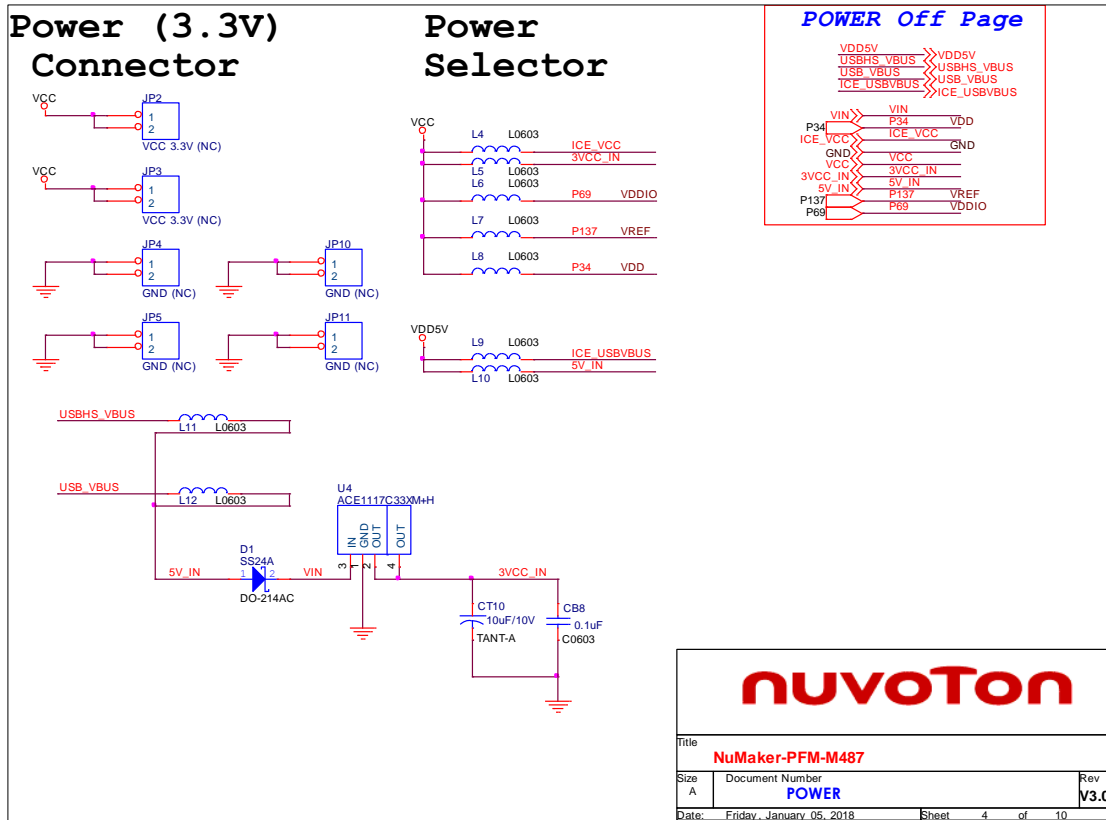 Power (3.3V)
Connector
VCC
JP2
1
2
VCC 3.3V (NC)
VCC
JP3
1
2
VCC 3.3V (NC)
JP4
1
2
GND (NC)
JP10
1
2
GND (NC)
JP5
1
2
GND (NC)
JP11
1
2
GND (NC)
Power
Selector
VCC
L4 L0603
ICE_VCC
3VCC_IN
L5 L0603
L6 L0603
P69 VDDIO
L7 L0603
P137 VREF
L8 L0603
P34 VDD
VDD5V
L9 L0603
ICE_USBVBUS
5V_IN
L10 L0603
POWER Off Page
VDD5V VDD5V
USBHS_VBUS USBHS_VBUS
USB_VBUS USB_VBUS
ICE_USBVBUS ICE_USBVBUS
VIN VIN
P34 P34 VDD
ICE_VCC ICE_VCC
GND GND
VCC VCC
3VCC_IN 3VCC_IN
5V_IN 5V_IN
P137 P137 VREF
P69 P69 VDDIO
USBHS_VBUS
L11 L0603
USB_VBUS
L12 L0603
U4
ACE1117C33XM+H
IN
GND
OUT
OUT
3
1
2
4
D1
SS24A
5V_IN
1
2
VIN
DO-214AC
3VCC_IN
CT10
10uF/10V
TANT-A
CB8
0.1uF
C0603
nuvoTon
Title
NuMaker-PFM-M487
Size
A
Document Number
POWER
Rev
V3.0
Date: Friday, January 05, 2018
Sheet 4 of 10